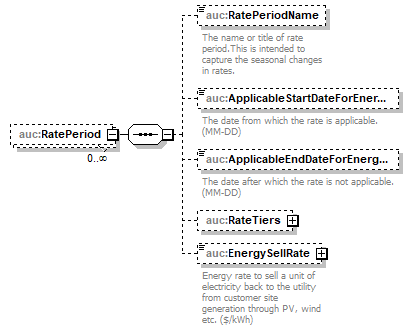 auc:RatePeriodName
The name or title of rate
period.This is intended to
capture the seasonal changes
in rates.
auc:ApplicableStartDateForEner...
The date from which the rate is applicable.
(MM-DD)
auc:RatePeriod
0..∞
auc:ApplicableEndDateForEnerg...
The date after which the rate is not applicable.
(MM-DD)
auc:RateTiers
auc:EnergySellRate
Energy rate to sell a unit of
electricity back to the utility
from customer site
generation through PV, wind
etc. ($/kWh)